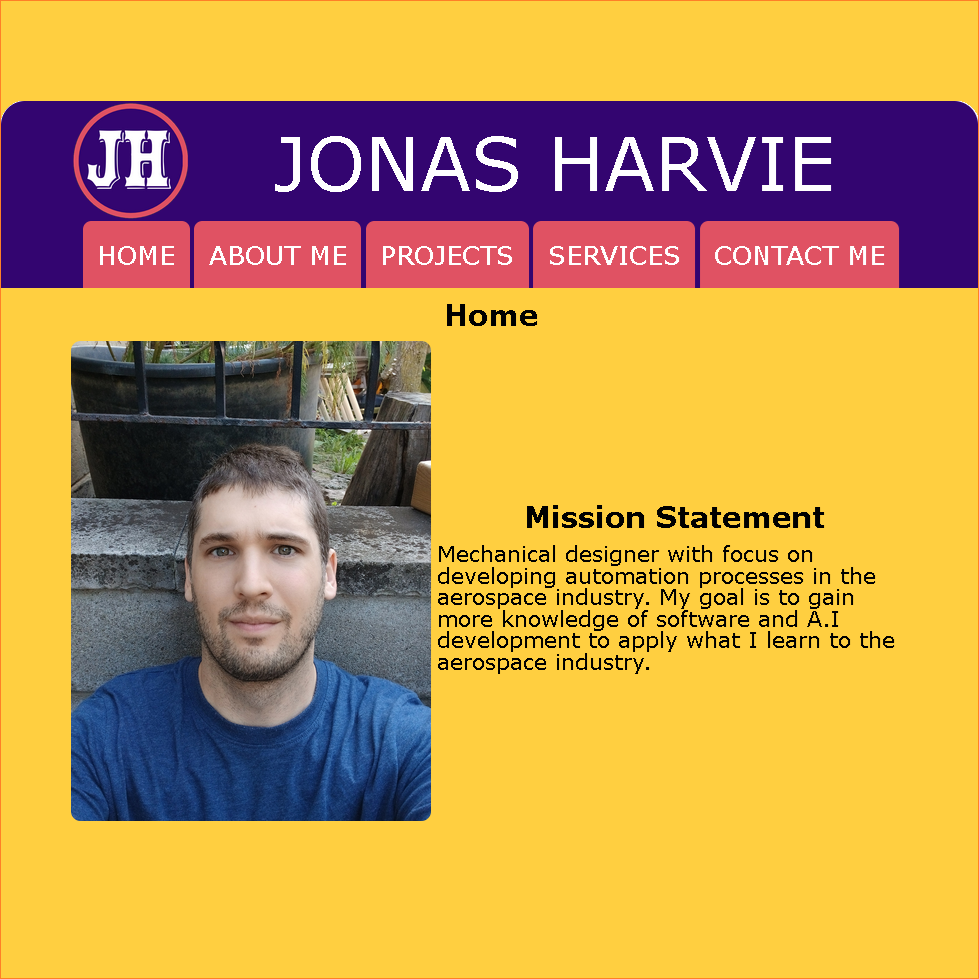 JH
JONAS HARVIE
HOME
ABOUT ME
PROJECTS
SERVICES
CONTACT ME
Home
Mission Statement
Mechanical designer with focus on
developing automation processes in the
aerospace industry. My goal is to gain
more knowledge of software and A.I
development to apply what I learn to the
aerospace industry.